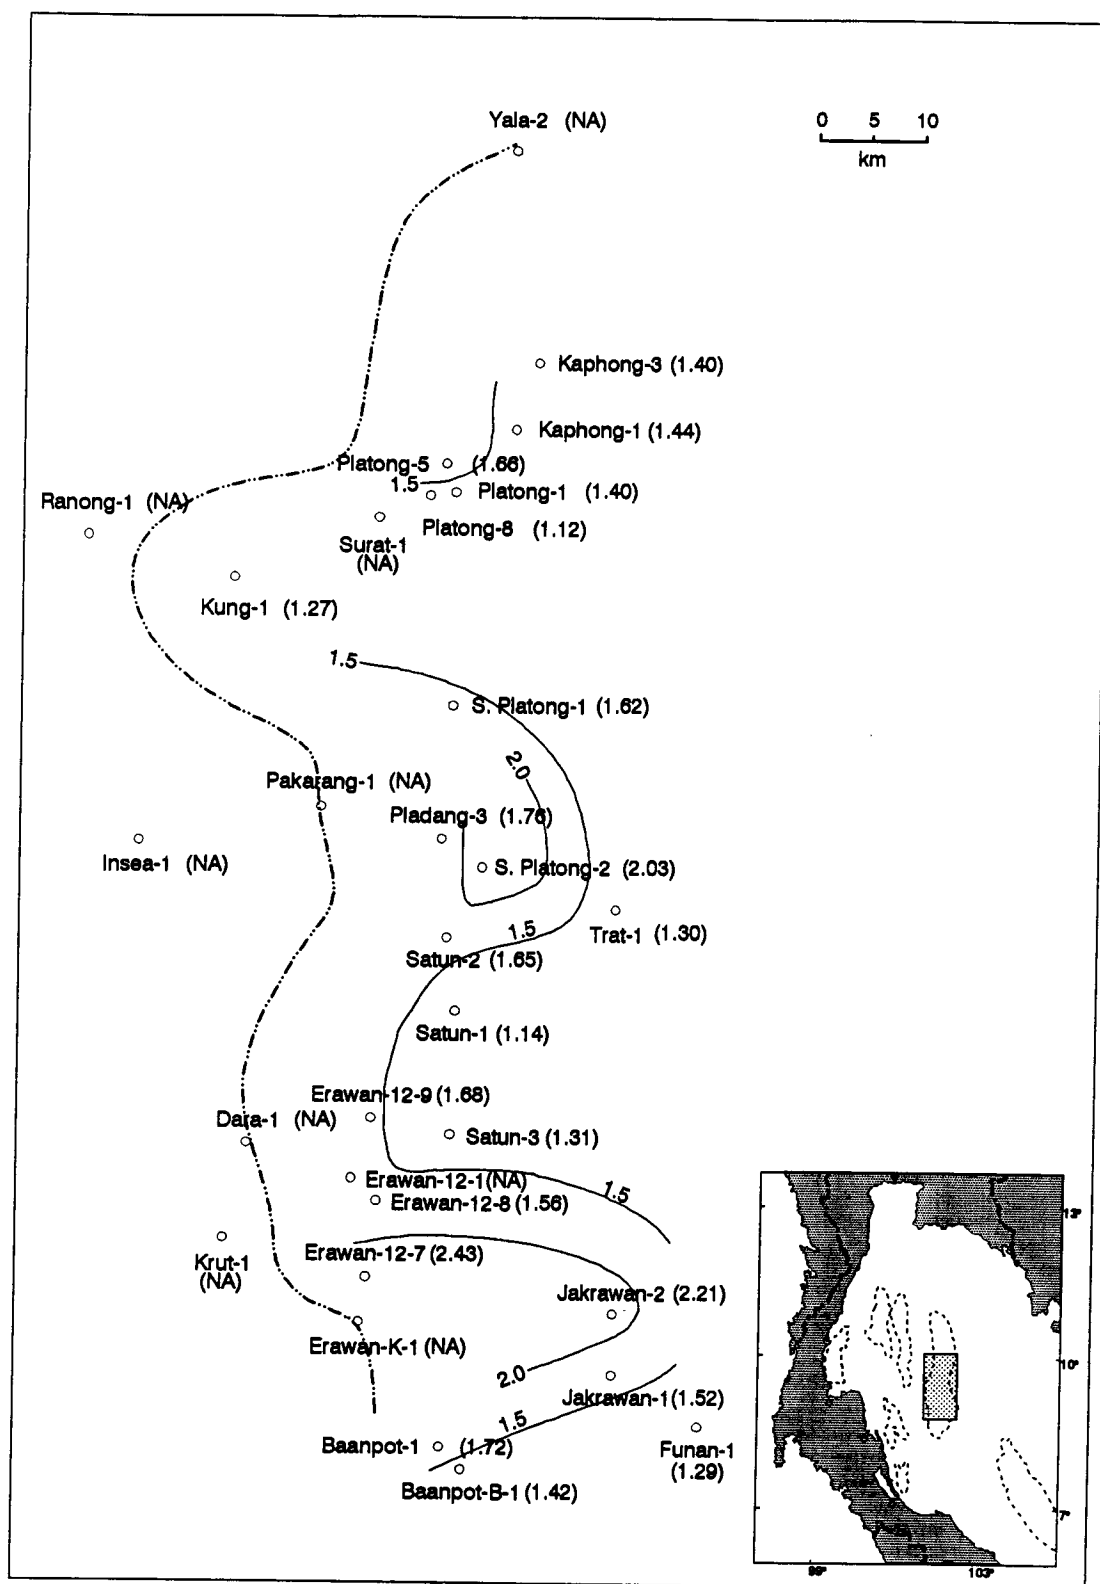 Yala-2 (NA)
0 5 10
km
Kaphong-3 (1.40)
Kaphong-1 (1.44)
Platong-5 (1.66)
1.5
Platong-1 (1.40)
Ranong-1 (NA)
Platong-8 (1.12)
Surat-1
(NA)
Kung-1 (1.27)
1.5
S. Platong-1 (1.62)
2.0
Pakarang-1 (NA)
Pladang-3 (1.76)
Insea-1 (NA)
S. Platong-2 (2.03)
1.5
Trat-1 (1.30)
Satun-2 (1.65)
Satun-1 (1.14)
Erawan-12-9 (1.68)
Dara-1 (NA)
Satun-3 (1.31)
Erawan-12-1 (NA)
1.5
Erawan-12-8 (1.56)
13°
Krut-1
(NA)
Erawan-12-7 (2.43)
Jakrawan-2 (2.21)
Erawan-K-1 (NA)
10°
2.0
Jakrawan-1 (1.52)
1.5
Baanpot-1 (1.72)
Funan-1
(1.29)
Baanpot-B-1 (1.42)
7°
99°
103°